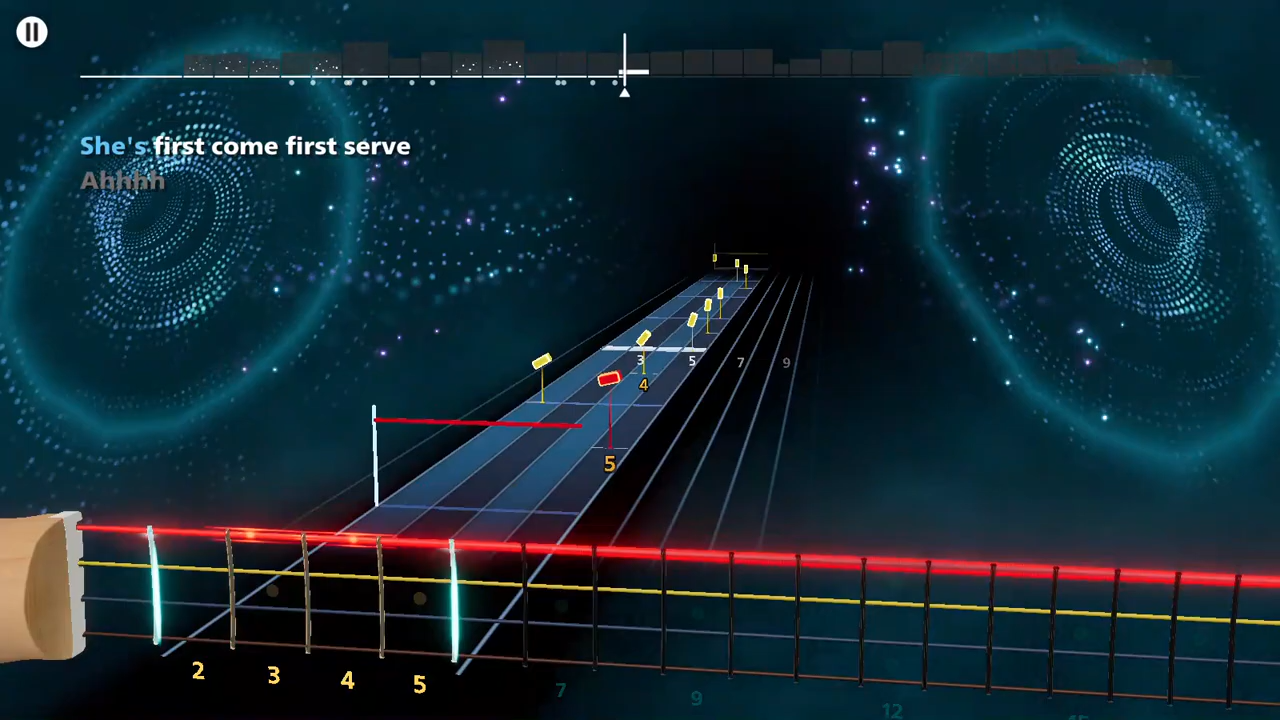 She's first come first serve
Ahhhh
3 5 7 9
4
5
2 3 4 5 7 9 12